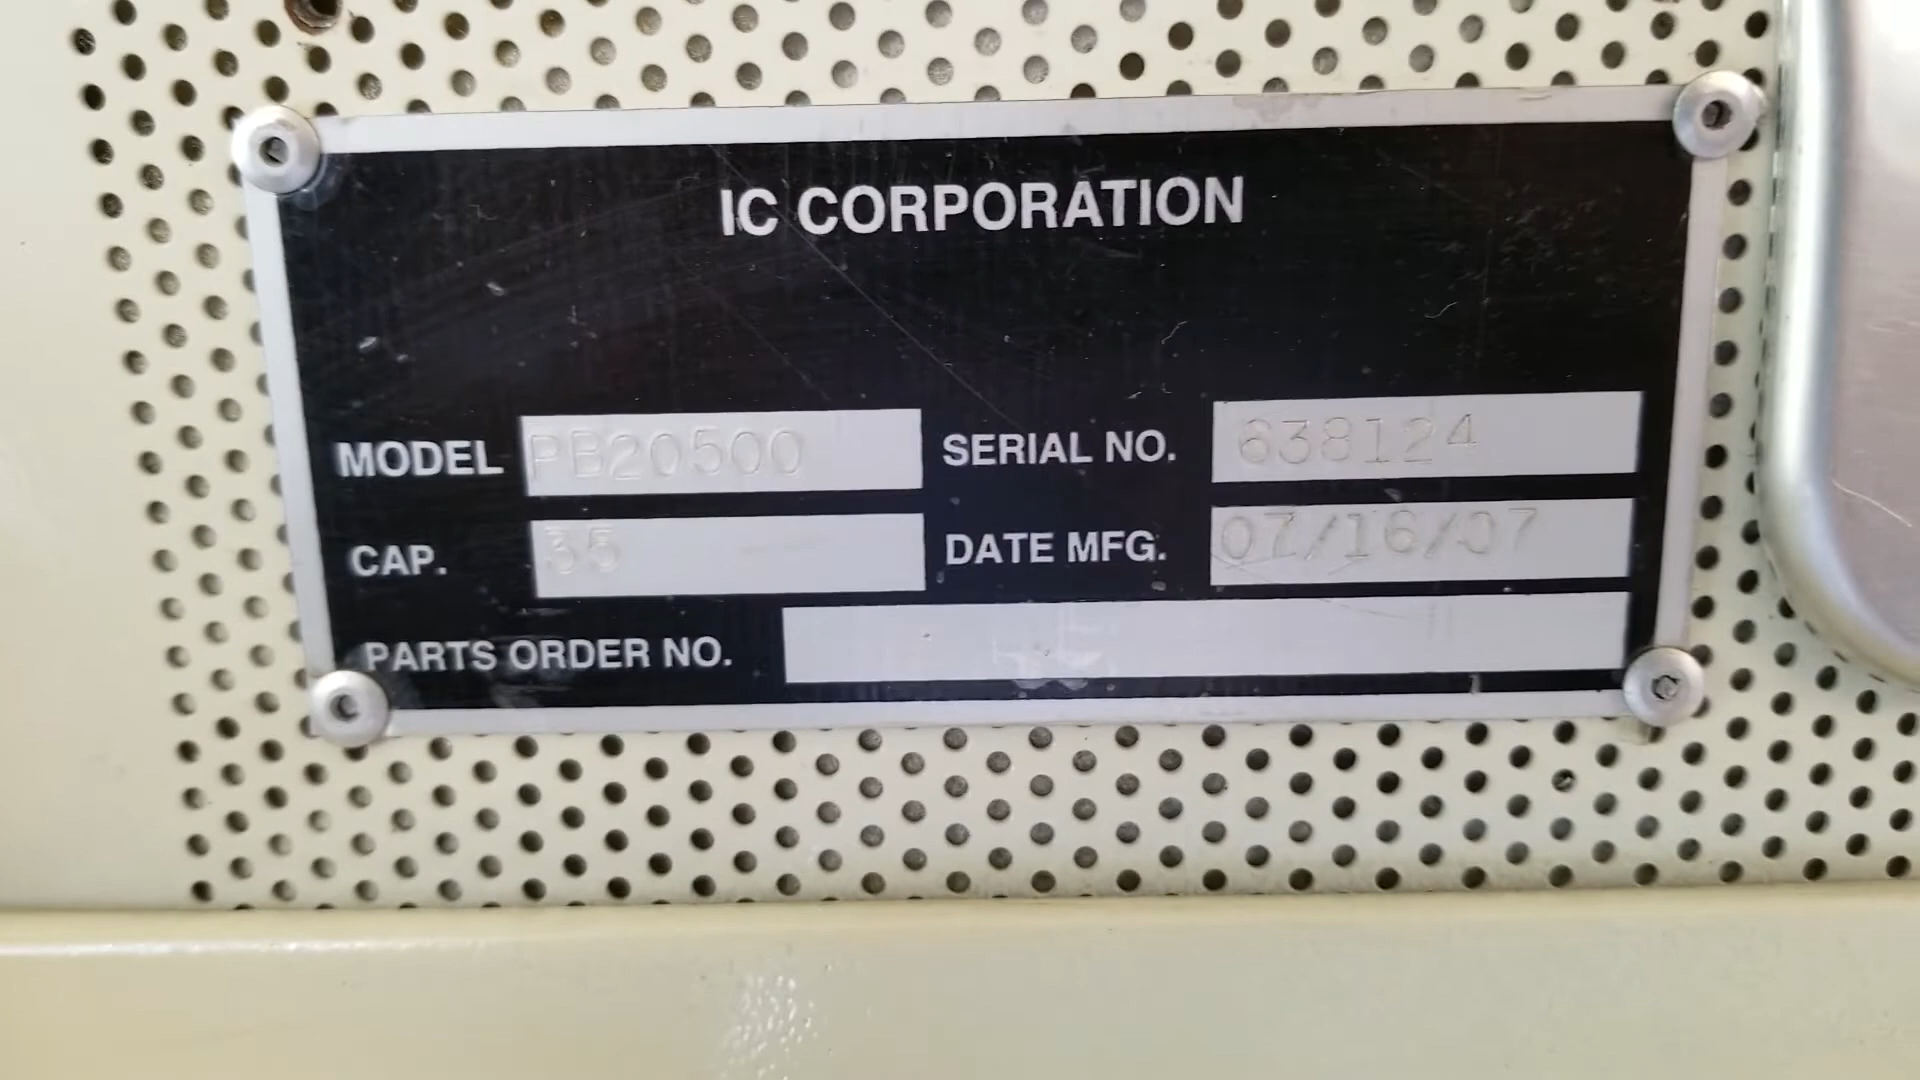 IC CORPORATION
MODEL PB20500 SERIAL NO. 638124
CAP. 35 DATE MFG. 07/16/07
PARTS ORDER NO.